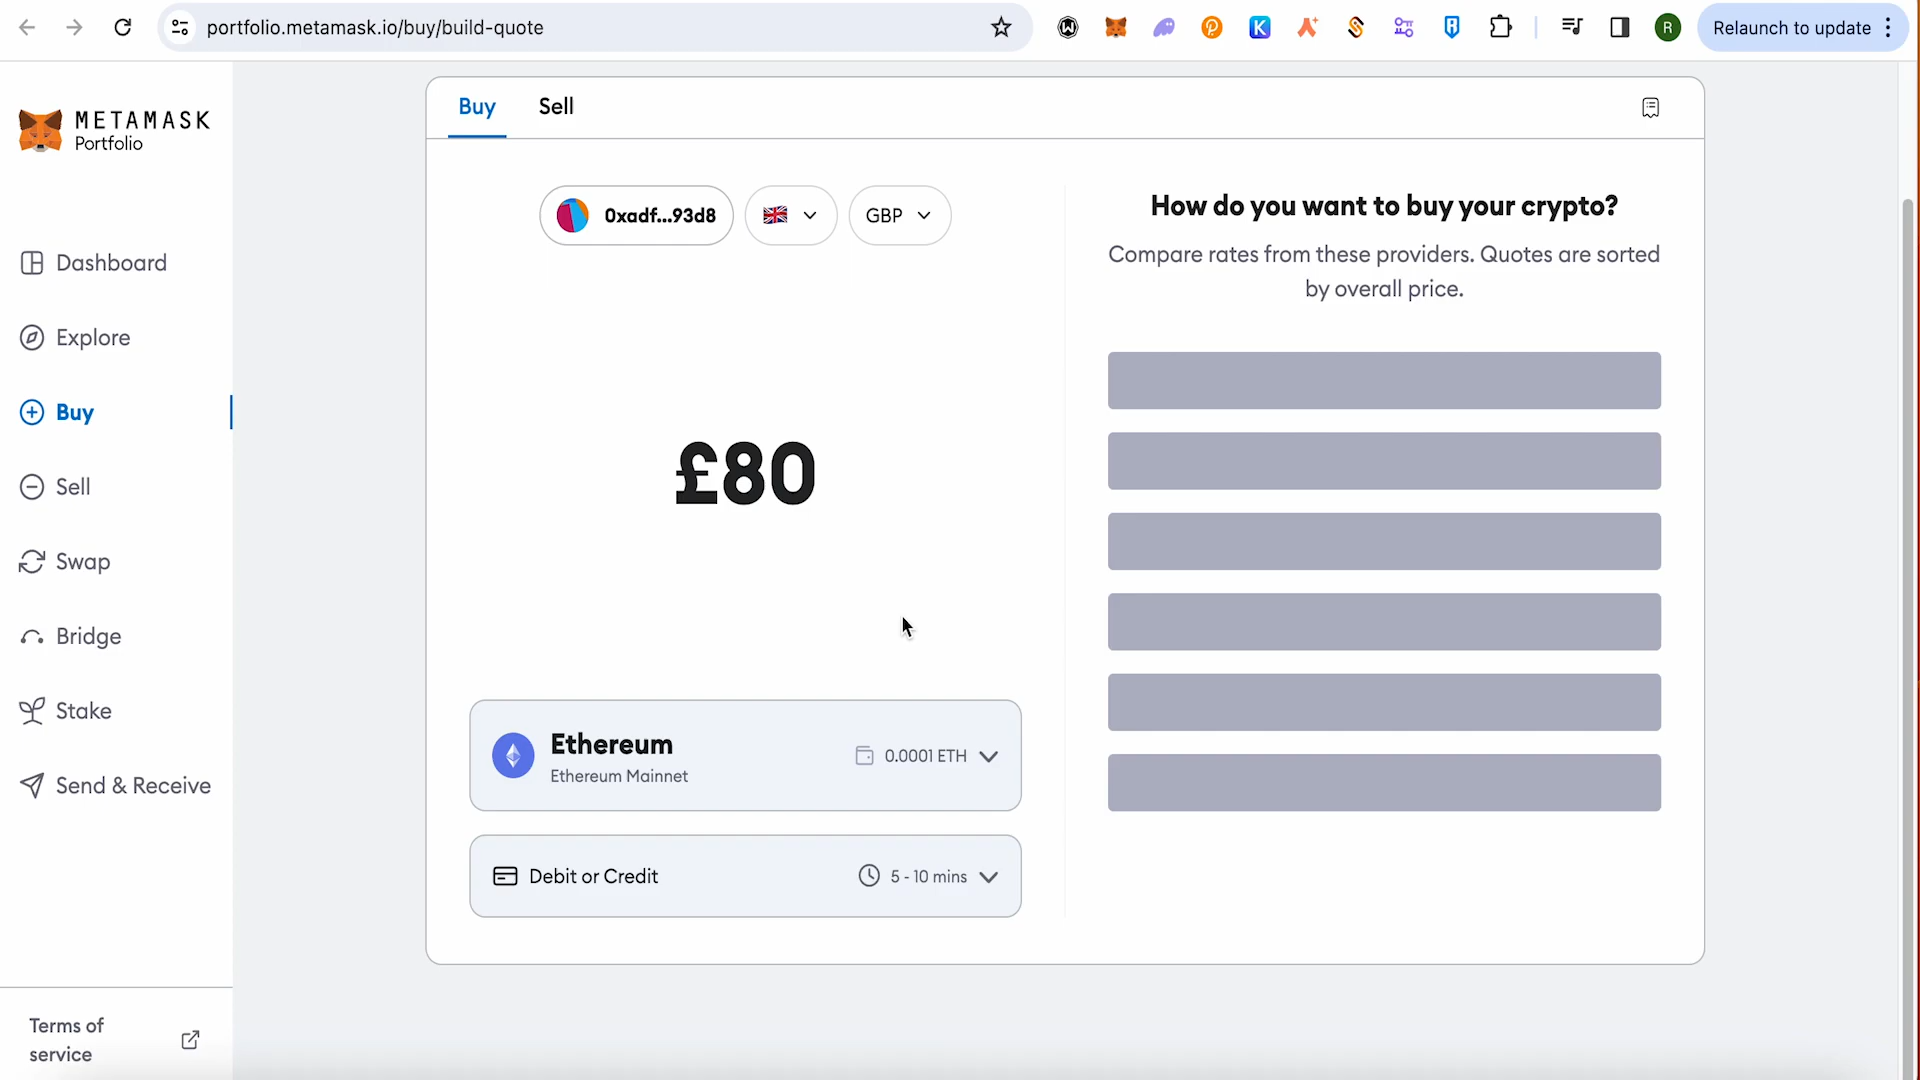 portfolio.metamask.io/buy/build-quote
K
R
Relaunch to update
METAMASK
Portfolio
Dashboard
Explore
Buy
Sell
Swap
Bridge
Stake
Send & Receive
Terms of
service
Buy
Sell
0xadf...93d8
GBP
£80
Ethereum
Ethereum Mainnet
0.0001 ETH
Debit or Credit
5 - 10 mins
How do you want to buy your crypto?
Compare rates from these providers. Quotes are sorted
by overall price.